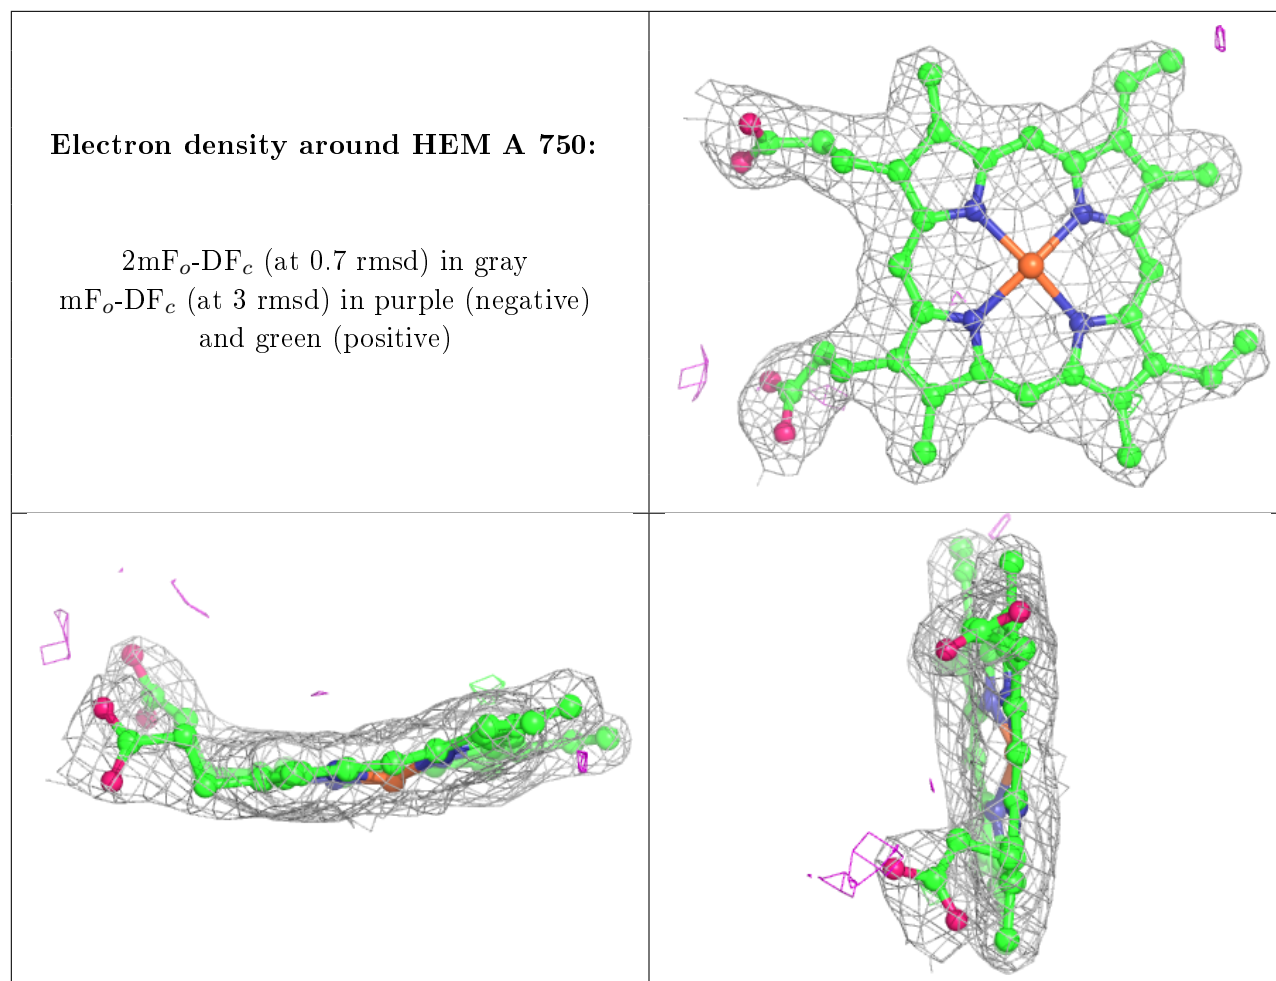 Electron density around HEM A 750:
2mFo-DFc (at 0.7 rmsd) in gray
mFo-DFc (at 3 rmsd) in purple (negative)
and green (positive)